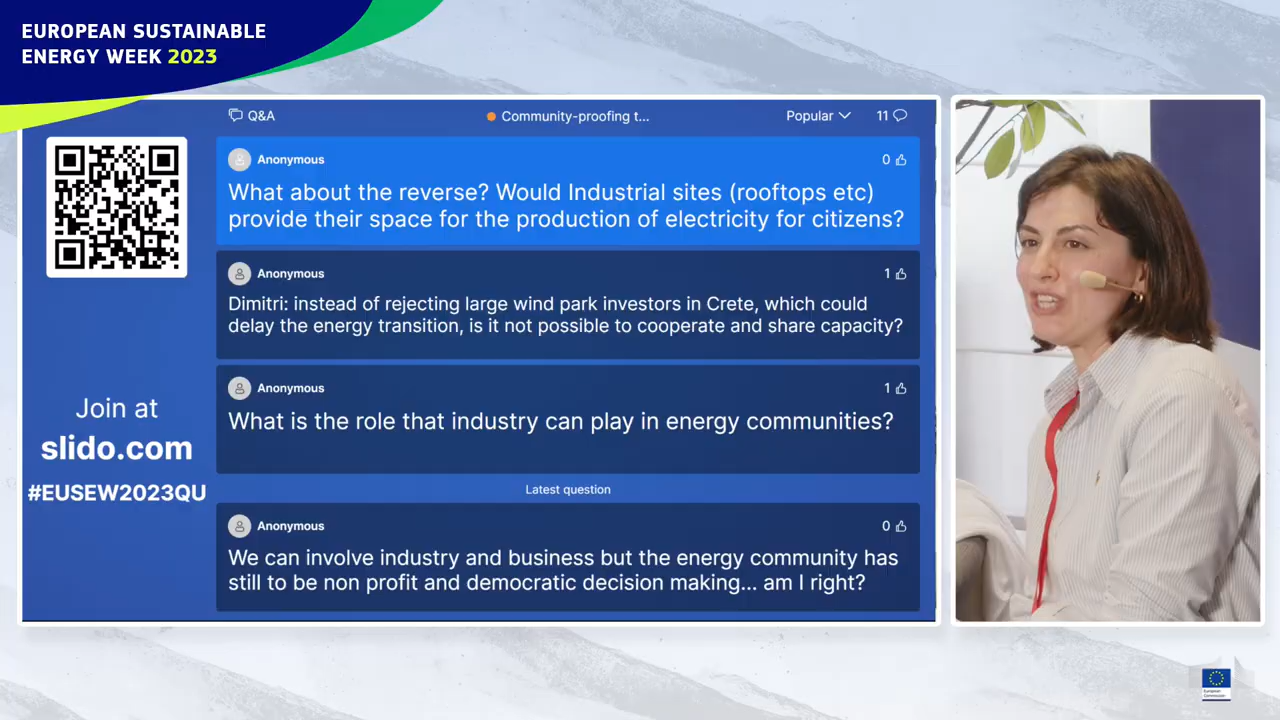 EUROPEAN SUSTAINABLE
ENERGY WEEK 2023
Q&A
Community-proofing t...
Popular
11
Anonymous
0
What about the reverse? Would Industrial sites (rooftops etc)
provide their space for the production of electricity for citizens?
Anonymous
1
Dimitri: instead of rejecting large wind park investors in Crete, which could
delay the energy transition, is it not possible to cooperate and share capacity?
Anonymous
1
What is the role that industry can play in energy communities?
Latest question
Anonymous
0
We can involve industry and business but the energy community has
still to be non profit and democratic decision making... am I right?
Join at
slido.com
#EUSEW2023QU
European
Commission